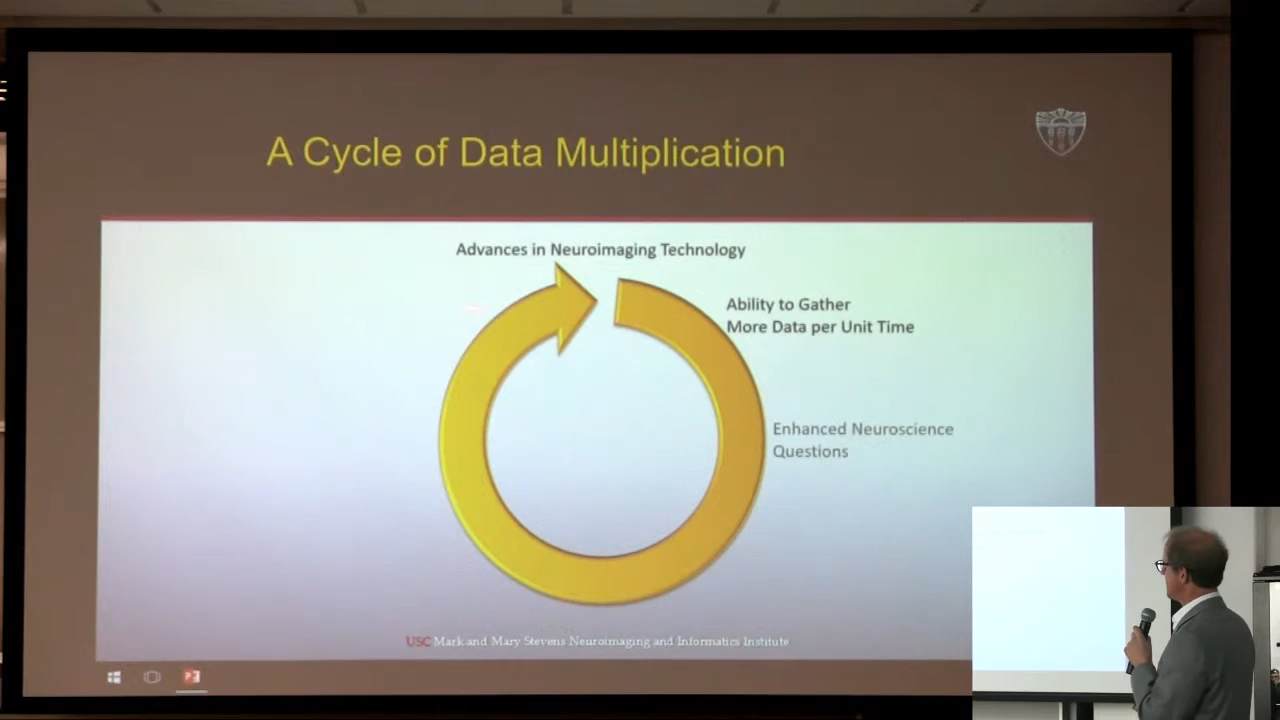 A Cycle of Data Multiplication
Advances in Neuroimaging Technology
Ability to Gather
More Data per Unit Time
Enhanced Neuroscience
Questions
USC Mark and Mary Stevens Neuroimaging and Informatics Institute